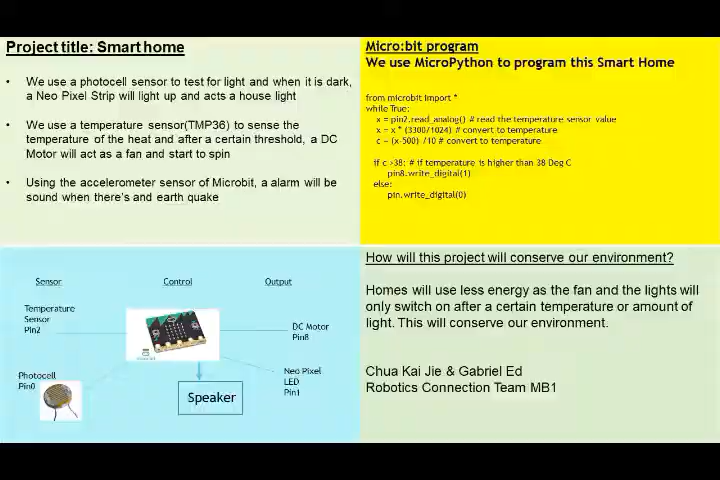 Project title: Smart home
• We use a photocell sensor to test for light and when it is dark,
a Neo Pixel Strip will light up and acts a house light
• We use a temperature sensor(TMP36) to sense the
temperature of the heat and after a certain threshold, a DC
Motor will act as a fan and start to spin
• Using the accelerometer sensor of Microbit, a alarm will be
sound when there's and earth quake
Micro:bit program
We use MicroPython to program this Smart Home
from microbit import *
while True:
x = pin2.read_analog() # read the temperature sensor value
x = x * (3300/1024) # convert to temperature
c = (x-500) /10 # convert to temperature
if c >38: # if temperature is higher than 38 Deg C
pin8.write_digital(1)
else:
pin.write_digital(0)
Sensor Control Output
Temperature
Sensor
Pin2
DC Motor
Pin8
Photocell
Pin0
Neo Pixel
LED
Pin1
Speaker
How will this project will conserve our environment?
Homes will use less energy as the fan and the lights will
only switch on after a certain temperature or amount of
light. This will conserve our environment.
Chua Kai Jie & Gabriel Ed
Robotics Connection Team MB1